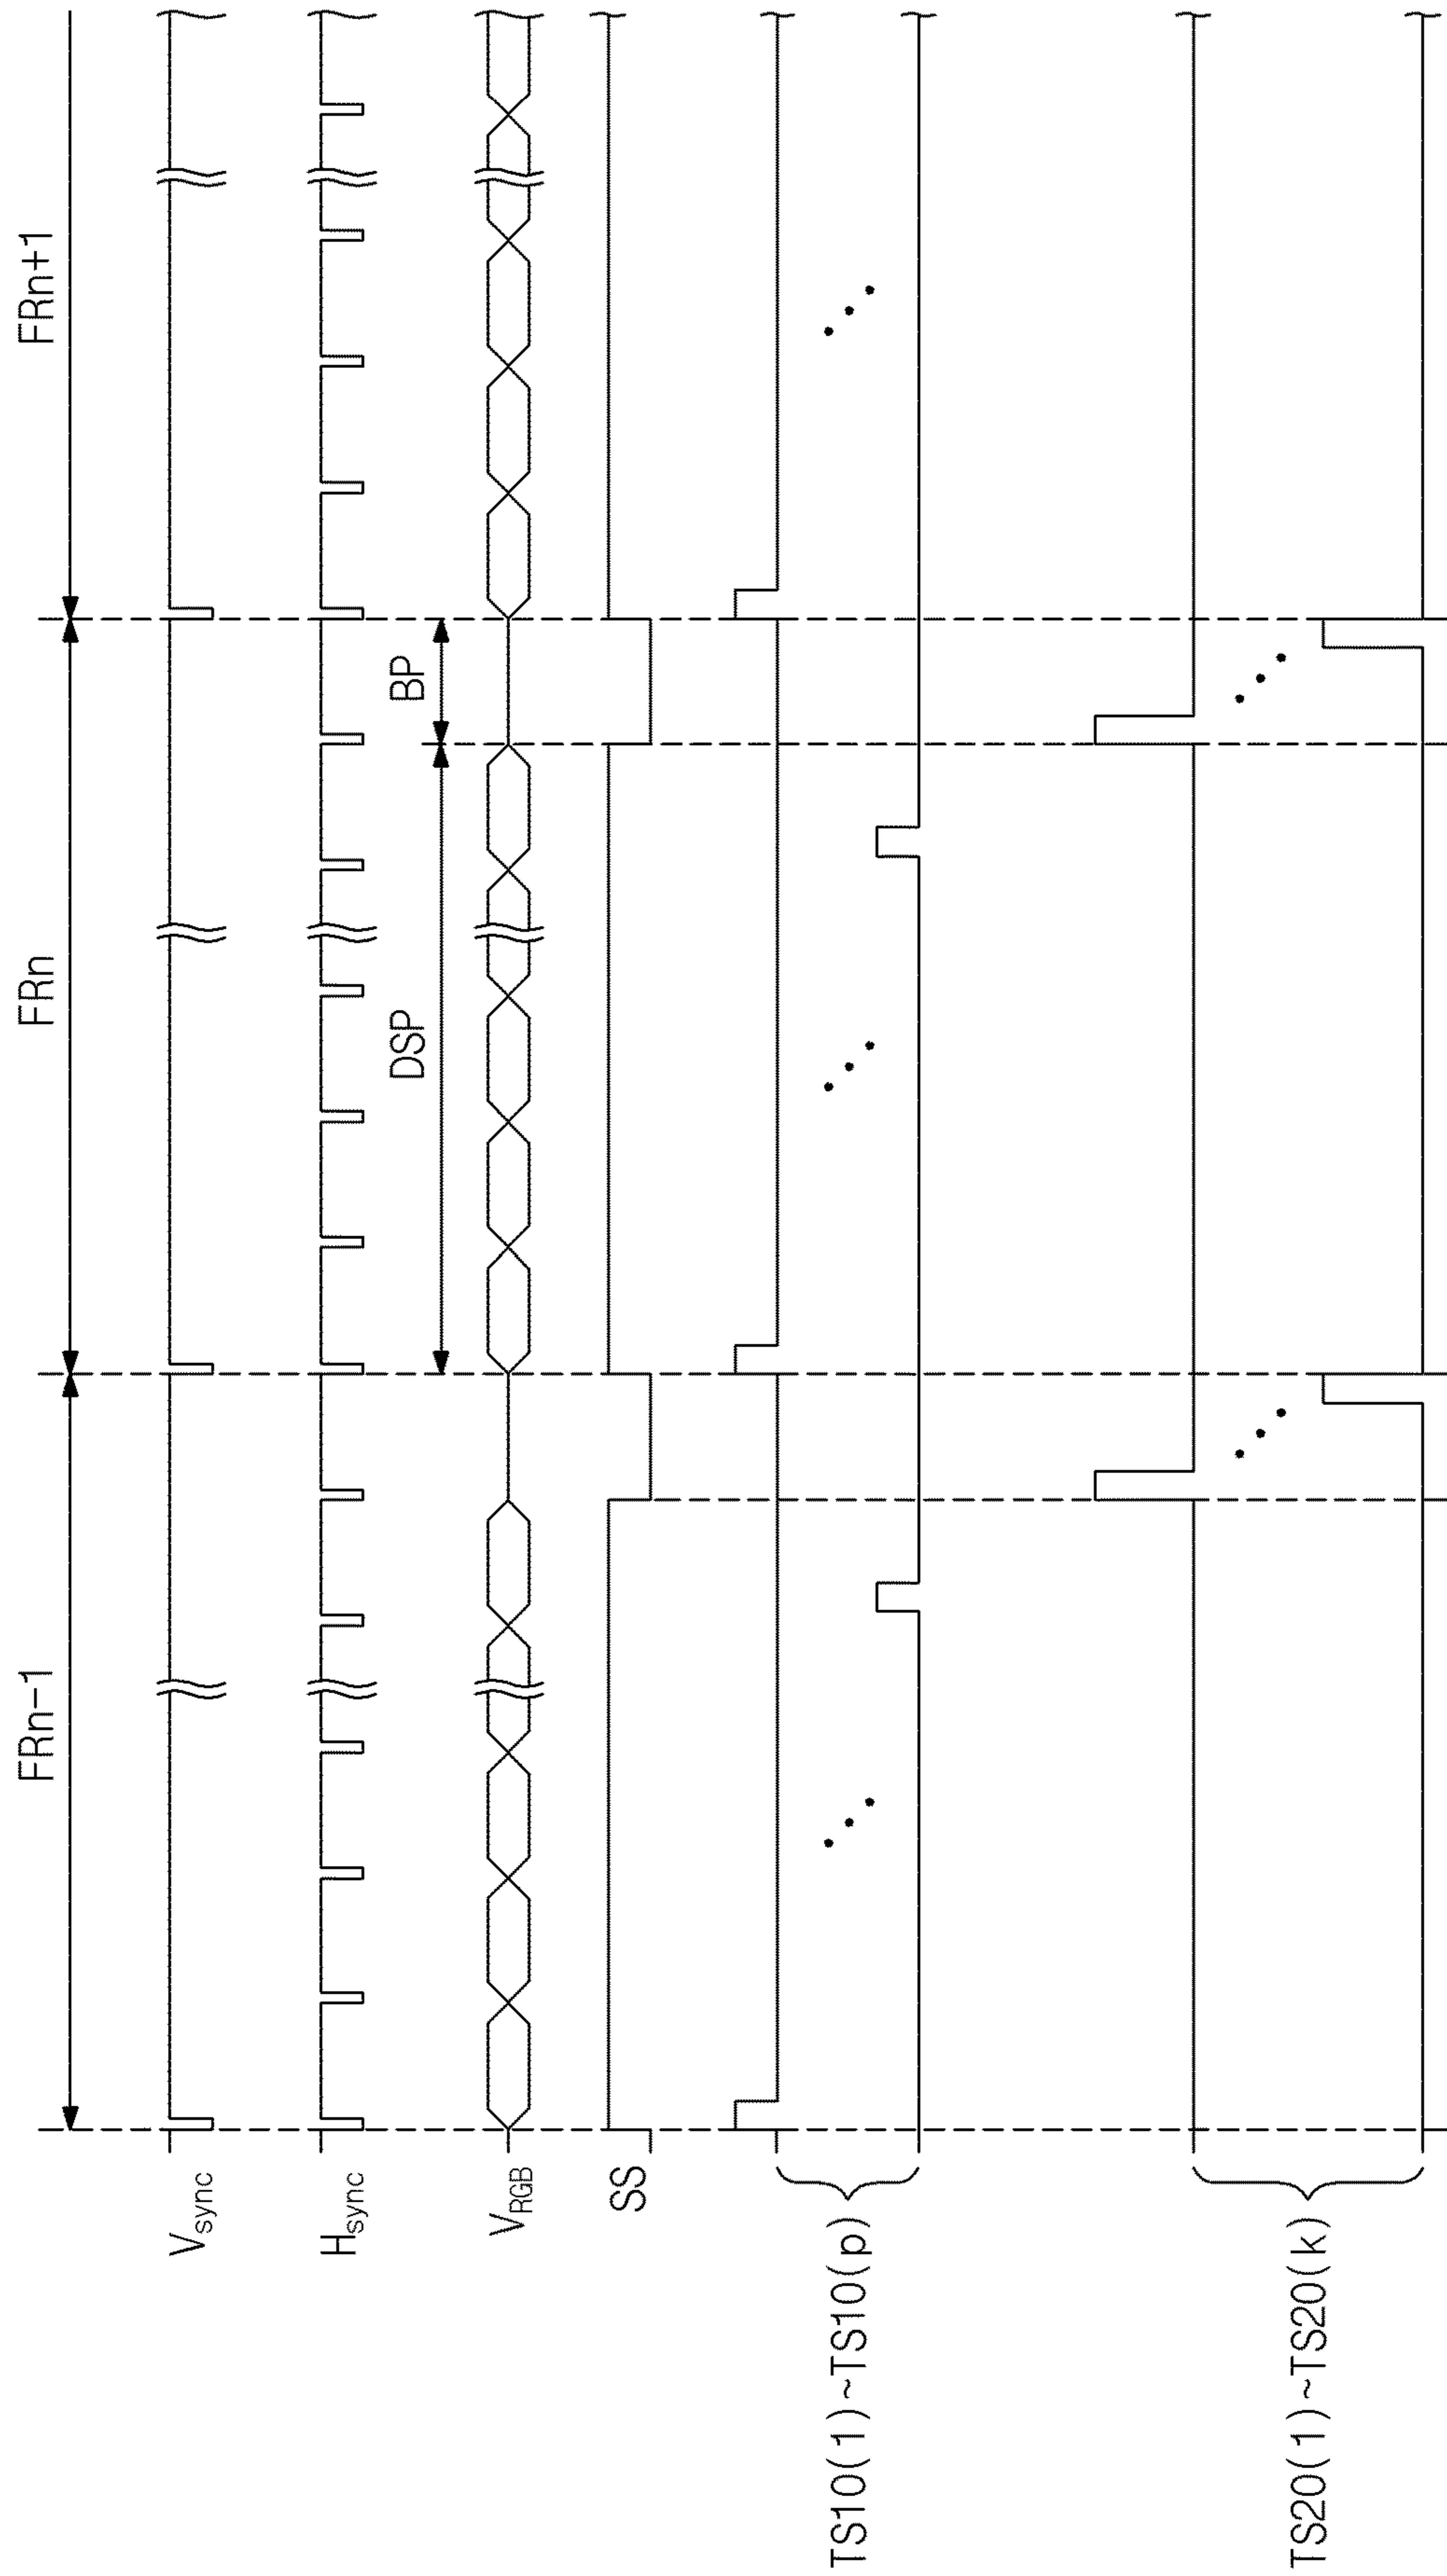 FRn-1
FRn
FRn+1
Vsync
Hsync
DSP
BP
VRGB
SS
TS10(1)~TS10(p)
TS20(1)~TS20(k)